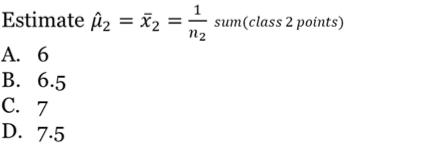 Estimate μ̂₂ = x̄₂ = 1/n₂ sum(class 2 points)
A. 6
B. 6.5
C. 7
D. 7.5